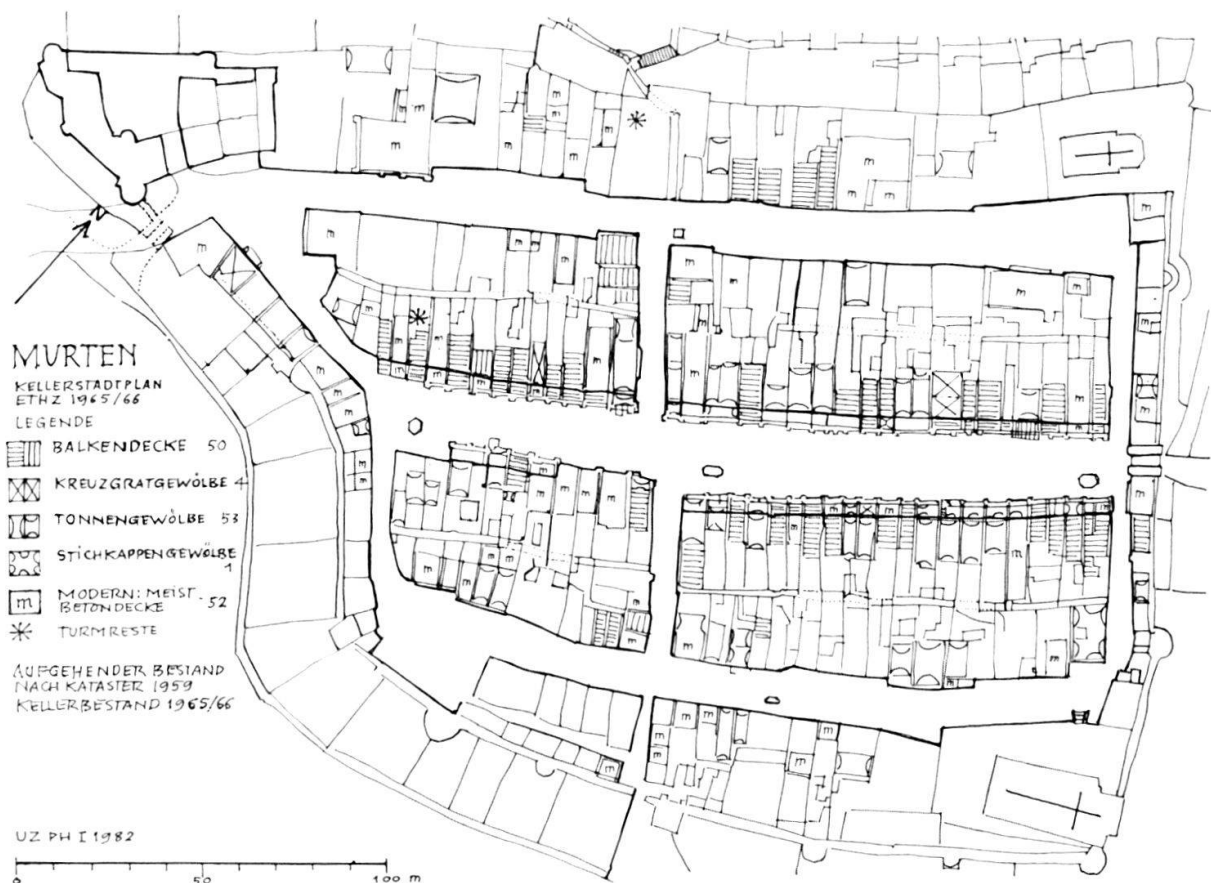 MURTEN
KELLERSTADTPLAN
ETHZ 1965/66
LEGENDE
BALKENDECKE 50
KREUZGRATGEWÖLBE 4
TONNENGEWÖLBE 53
STICHKAPPENGEWÖLBE
1
m MODERN: MEIST
BETONDECKE - 52
TURMRESTE
AUFGEHENDER BESTAND
NACH KATASTER 1959
KELLERBESTAND 1965/66
UZ PH I 1982
0 50 100 m